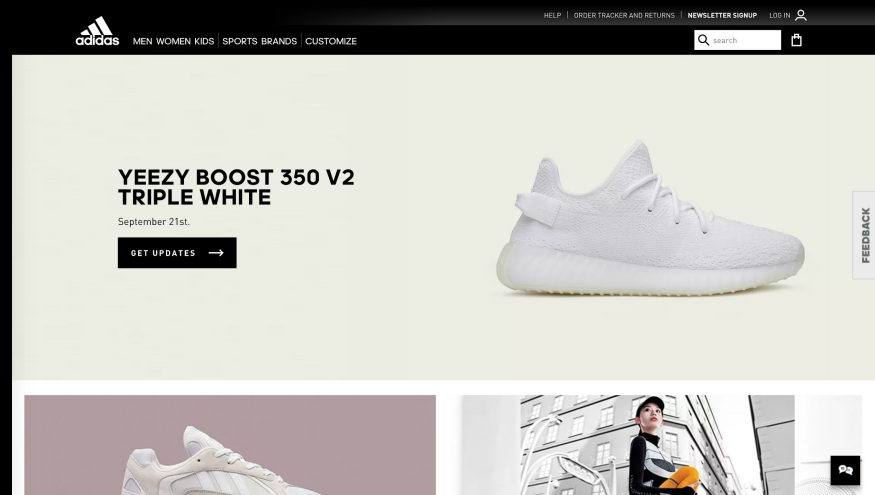 HELP ORDER TRACKER AND RETURNS NEWSLETTER SIGNUP LOG IN
adidas
MEN WOMEN KIDS SPORTS BRANDS CUSTOMIZE
search
YEEZY BOOST 350 V2
TRIPLE WHITE
September 21st.
GET UPDATES
FEEDBACK